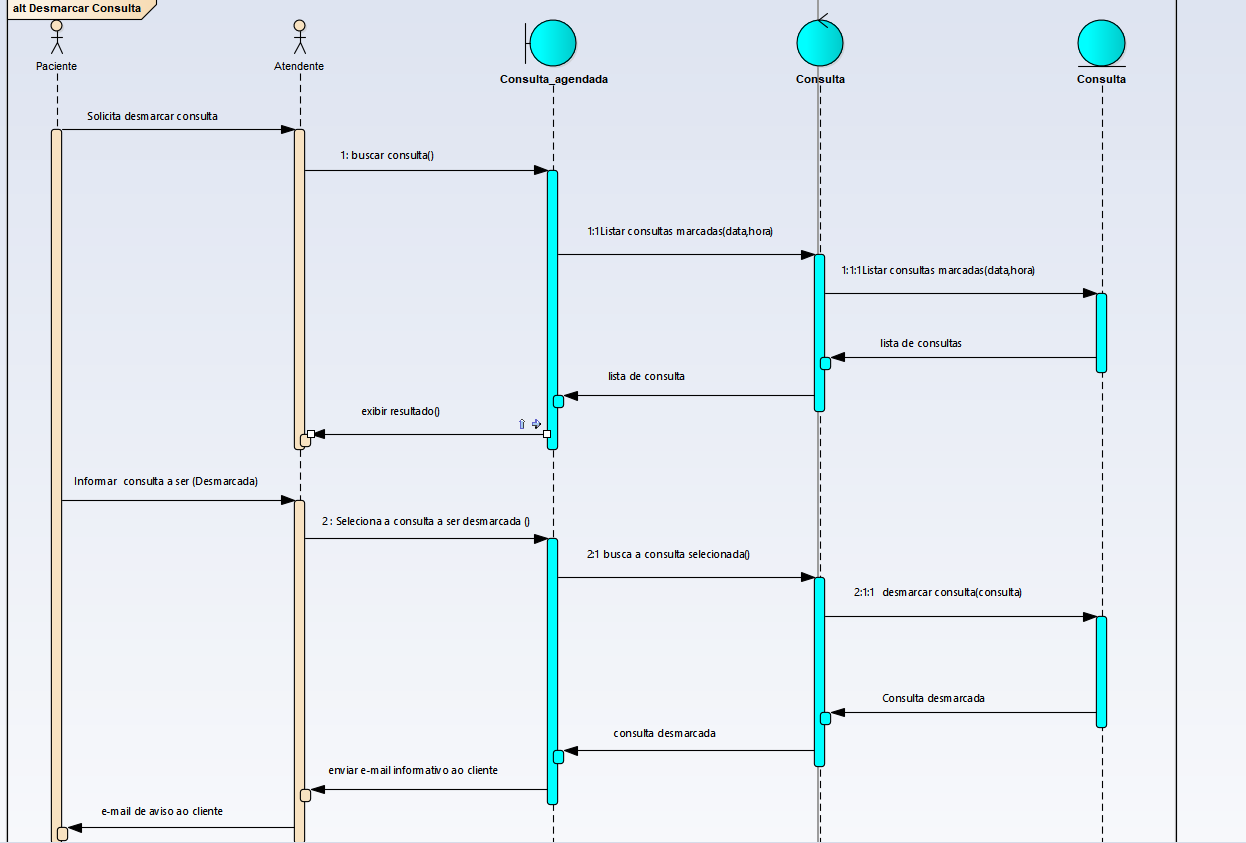 alt Desmarcar Consulta
Paciente
Atendente
Consulta_agendada
Consulta
Consulta
Solicita desmarcar consulta
1: buscar consulta()
1:1Listar consultas marcadas(data,hora)
1:1:1Listar consultas marcadas(data,hora)
lista de consultas
lista de consulta
exibir resultado()
Informar consulta a ser (Desmarcada)
2 : Seleciona a consulta a ser desmarcada ()
2:1 busca a consulta selecionada()
2:1:1 desmarcar consulta(consulta)
Consulta desmarcada
consulta desmarcada
enviar e-mail informativo ao cliente
e-mail de aviso ao cliente